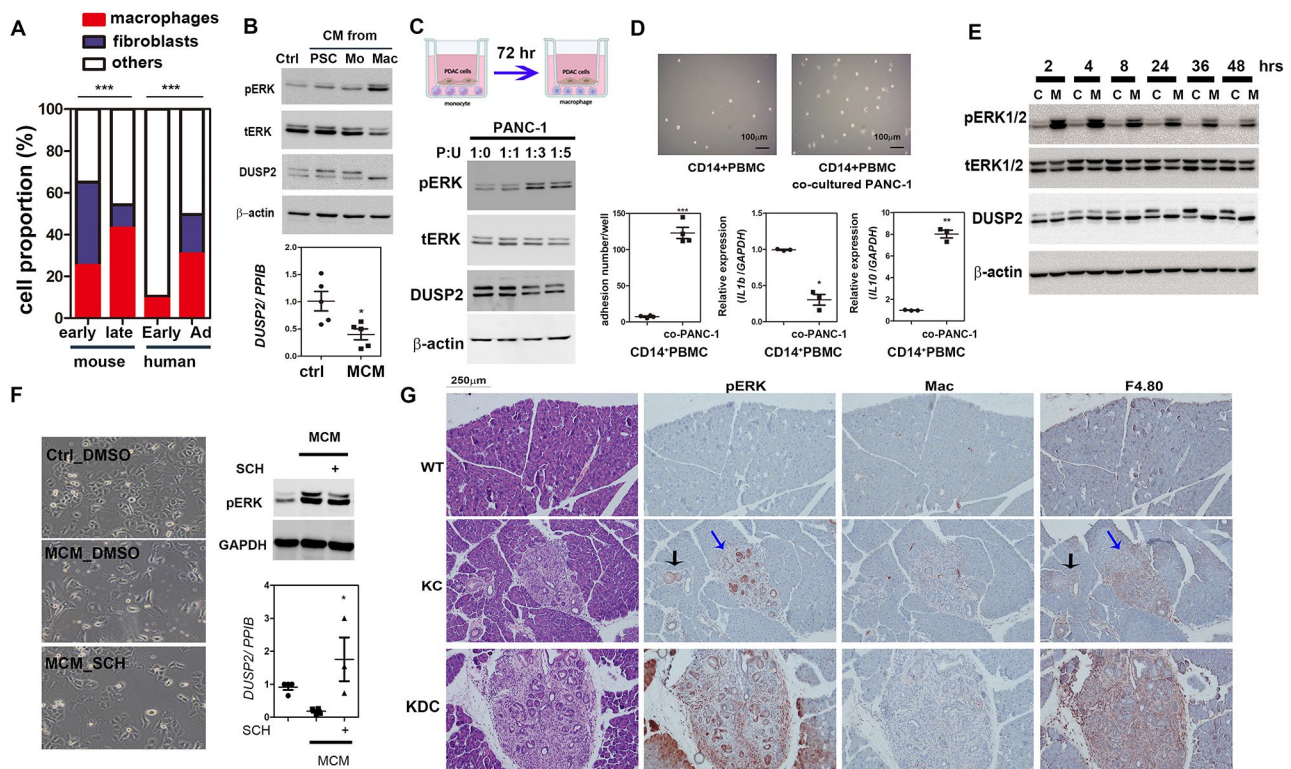 A
macrophages
fibroblasts
others
***
***
cell proportion (%)
100
80
60
40
20
0
early late Early Ad
mouse human
B
CM from
Ctrl PSC Mo Mac
pERK
tERK
DUSP2
β-actin
DUSP2/ PPIB
2.0
1.5
1.0
0.5
0.0
*
ctrl MCM
C
72 hr
PDAC cells
PDAC cells
monocyte
macrophage
PANC-1
P:U 1:0 1:1 1:3 1:5
pERK
tERK
DUSP2
β-actin
D
100μm
100μm
CD14+PBMC
CD14+PBMC
co-cultured PANC-1
adhesion number/well
150
100
50
0
***
co-PANC-1
CD14+PBMC
Relative expression
(IL1b/GAPDH)
1.5
1.0
0.5
0.0
*
co-PANC-1
CD14+PBMC
Relative expression
(IL10/GAPDH)
10
8
6
4
2
0
**
co-PANC-1
CD14+PBMC
E
2 4 8 24 36 48 hrs
C M C M C M C M C M C M
pERK1/2
tERK1/2
DUSP2
β-actin
F
Ctrl_DMSO
MCM_DMSO
MCM_SCH
MCM
SCH +
pERK
GAPDH
DUSP2/ PPIB
4
3
2
1
0
*
SCH +
MCM
G
250μm
pERK Mac F4.80
WT
KC
KDC